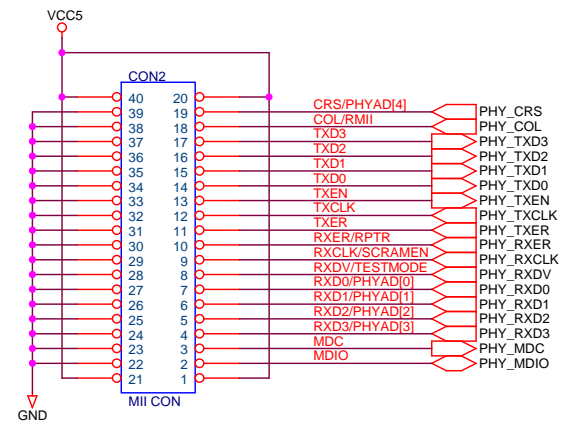 VCC5
CON2
40 20
39 19 CRS/PHYAD[4] PHY_CRS
38 18 COL/RMII PHY_COL
37 17 TXD3 PHY_TXD3
36 16 TXD2 PHY_TXD2
35 15 TXD1 PHY_TXD1
34 14 TXD0 PHY_TXD0
33 13 TXEN PHY_TXEN
32 12 TXCLK PHY_TXCLK
31 11 TXER PHY_TXER
30 10 RXER/RPTR PHY_RXER
29 9 RXCLK/SCRAMEN PHY_RXCLK
28 8 RXDV/TESTMODE PHY_RXDV
27 7 RXD0/PHYAD[0] PHY_RXD0
26 6 RXD1/PHYAD[1] PHY_RXD1
25 5 RXD2/PHYAD[2] PHY_RXD2
24 4 RXD3/PHYAD[3] PHY_RXD3
23 3 MDC PHY_MDC
22 2 MDIO PHY_MDIO
21 1
MII CON
GND